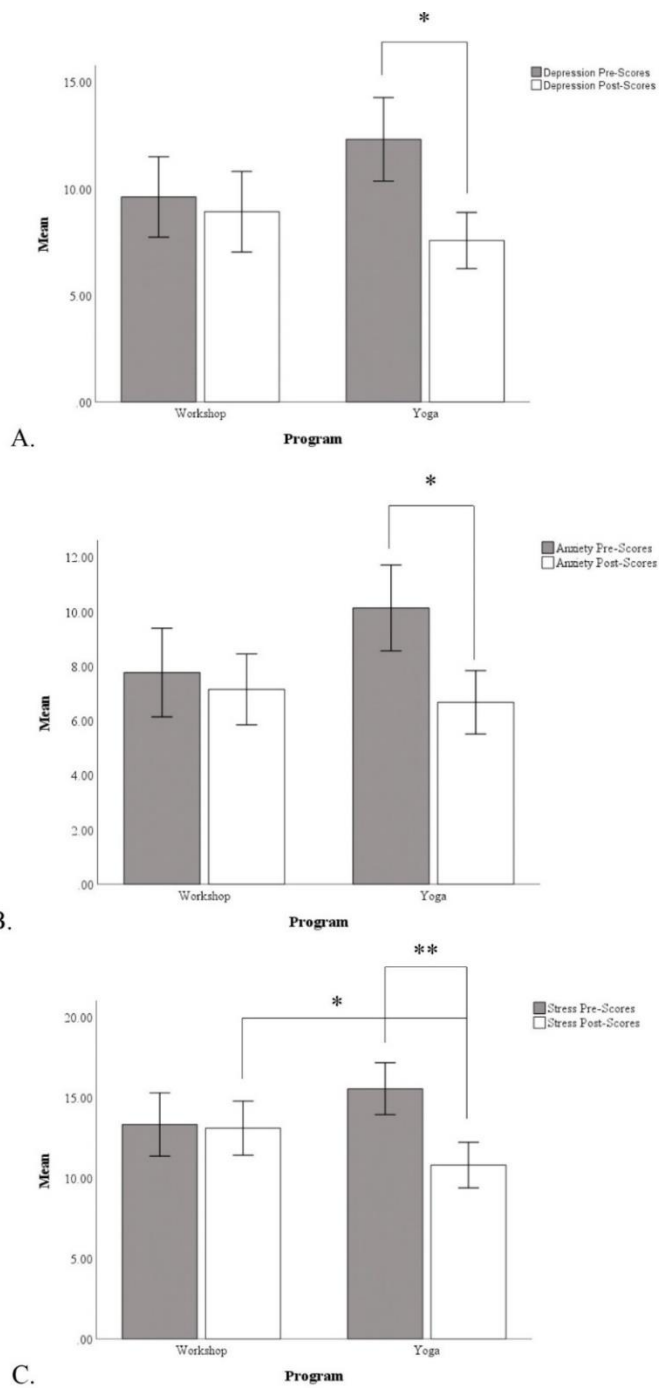 *
15.00
Depression Pre-Scores
Depression Post-Scores
10.00
Mean
5.00
.00
Workshop
Yoga
Program
A.
*
12.00
Anxiety Pre-Scores
Anxiety Post-Scores
10.00
8.00
Mean
6.00
4.00
2.00
.00
Workshop
Yoga
Program
B.
**
*
20.00
Stress Pre-Scores
Stress Post-Scores
15.00
Mean
10.00
5.00
.00
Workshop
Yoga
Program
C.